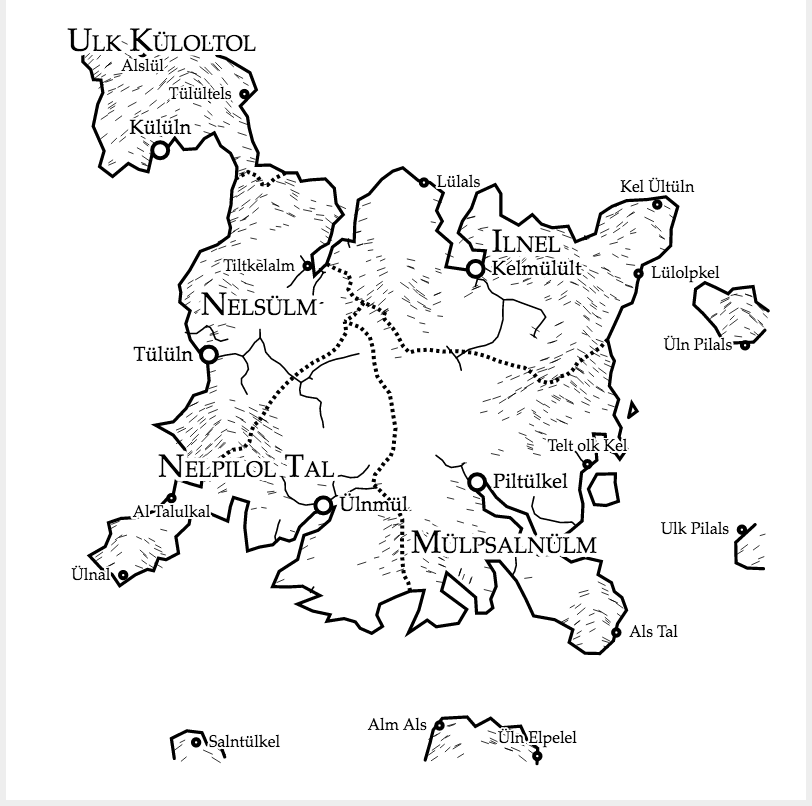 ULK KÜLOLTOL
Alslül
Tülültels
Külüln
Lülals
Kel Ültüln
ILNEL
Tiltkëlalm
Kelmülült
Lülolpkel
NELSÜLM
Üln Pilals
Tülüln
Telt olk Kel
NELPILOL TAL
Piltülkel
Al Talulkal
Ülnmül
Ulk Pilals
MÜLPSALNÜLM
Ülnal
Als Tal
Alm Als
Üln Elpelel
Salntülkel